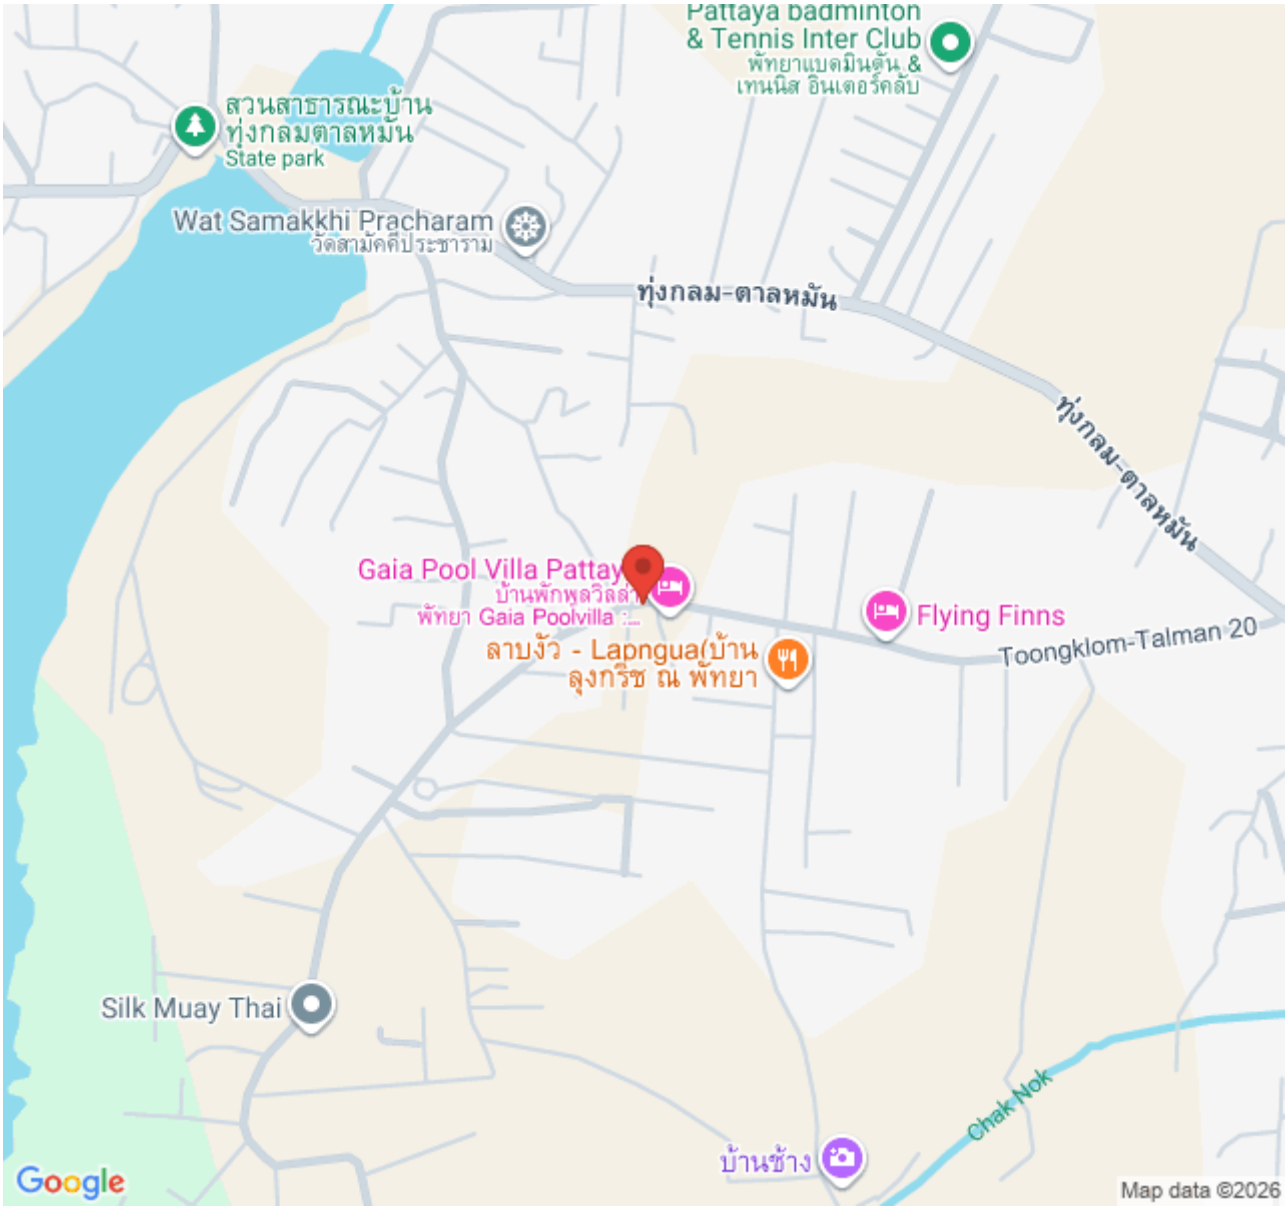 Pattaya badminton
& Tennis Inter Club
พัทยาแบดมินตัน &
เทนนิส อินเตอร์คลับ
สวนสาธารณะบ้าน
ทุ่งกลมตาลหมัน
State park
Wat Samakkhi Pracharam
วัดสามัคคีประชาราม
ทุ่งกลม-ตาลหมัน
ทุ่งกลม-ตาลหมัน
Gaia Pool Villa Pattay
บ้านพักพูลวิลล่า
พัทยา Gaia Poolvilla :...
Flying Finns
Toongklom-Talman 20
ลาบงัว - Lapngua(บ้าน
ลุงกริช ณ พัทยา
Silk Muay Thai
Chak Nok
บ้านช้าง
Google
Map data ©2026